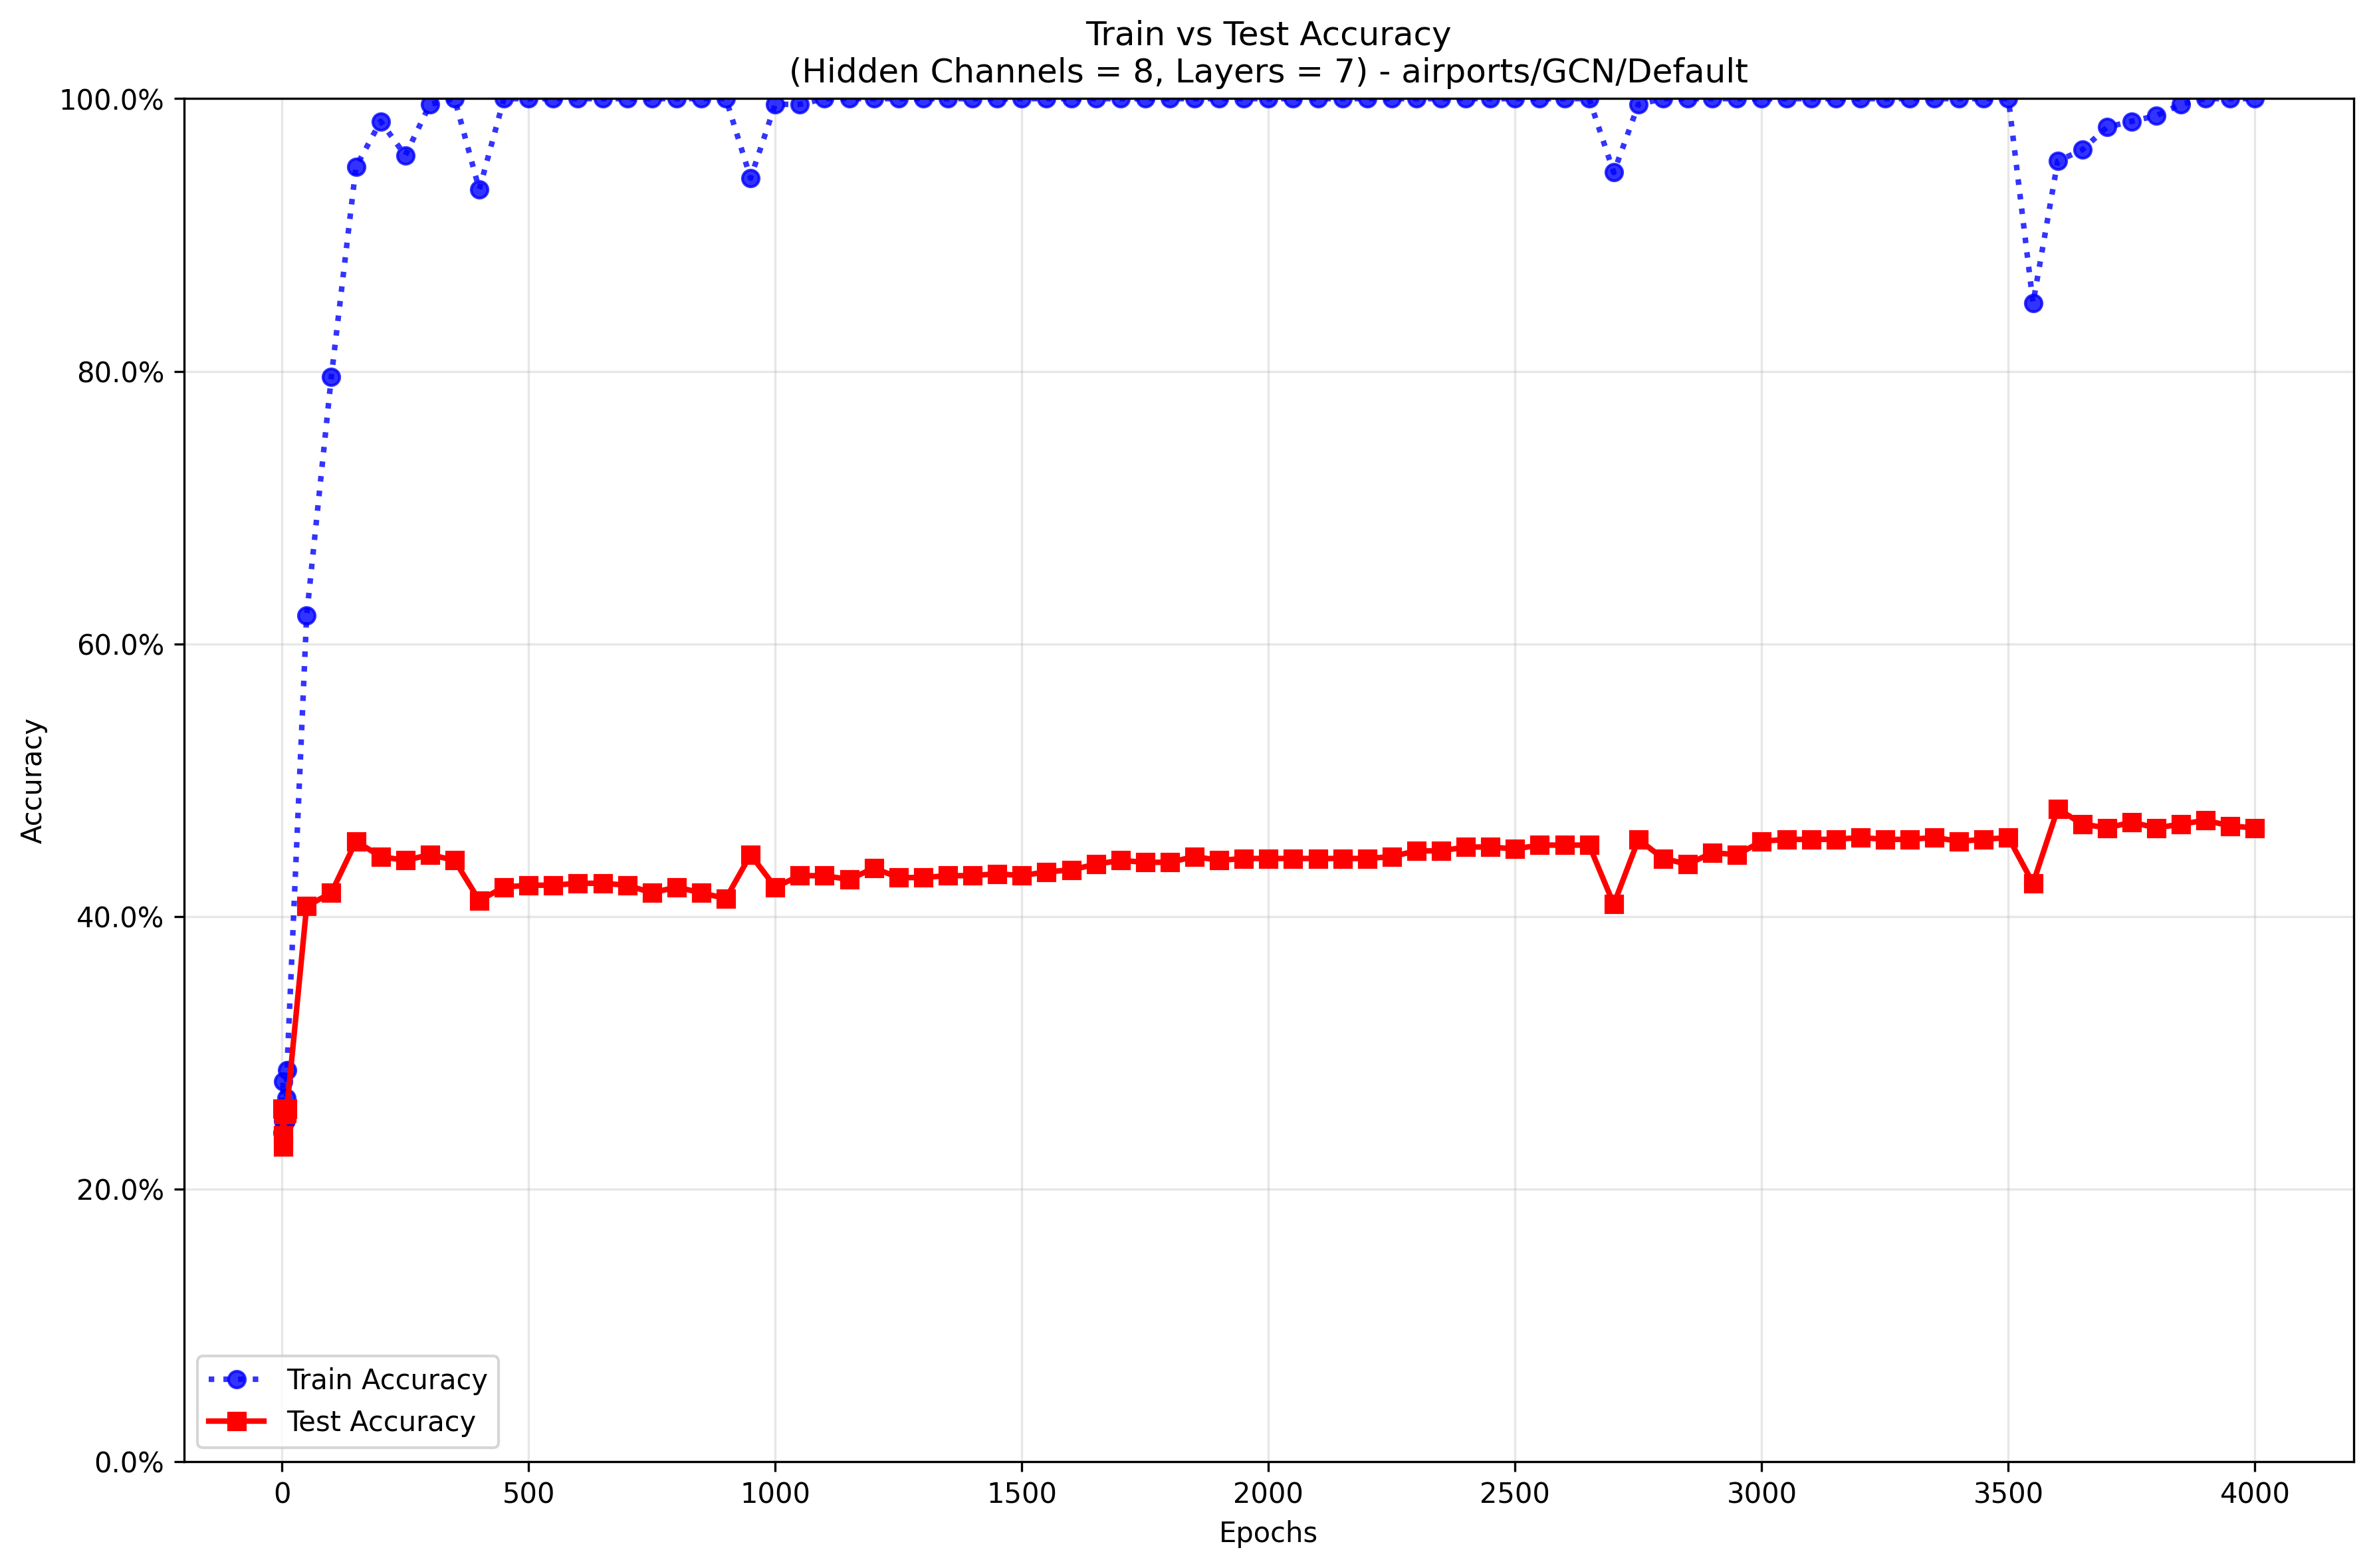 Train vs Test Accuracy
(Hidden Channels = 8, Layers = 7) - airports/GCN/Default
100.0%
80.0%
60.0%
40.0%
20.0%
0.0%
Accuracy
Train Accuracy
Test Accuracy
0 500 1000 1500 2000 2500 3000 3500 4000
Epochs